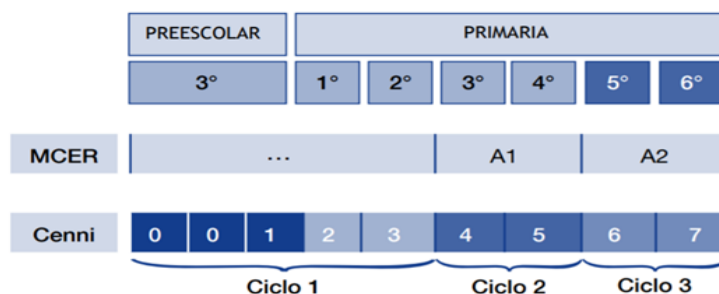 PREESCOLAR PRIMARIA
3° 1° 2° 3° 4° 5° 6°
MCER ... A1 A2
Cenni 0 0 1 2 3 4 5 6 7
Ciclo 1 Ciclo 2 Ciclo 3